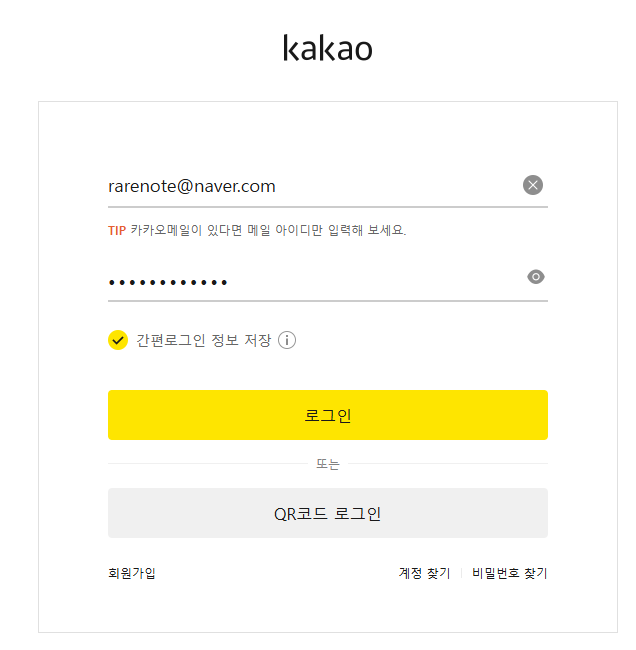 kakao
rarenote@naver.com
TIP 카카오메일이 있다면 메일 아이디만 입력해 보세요.
••••••••••••
간편로그인 정보 저장
로그인
또는
QR코드 로그인
회원가입 계정 찾기 비밀번호 찾기